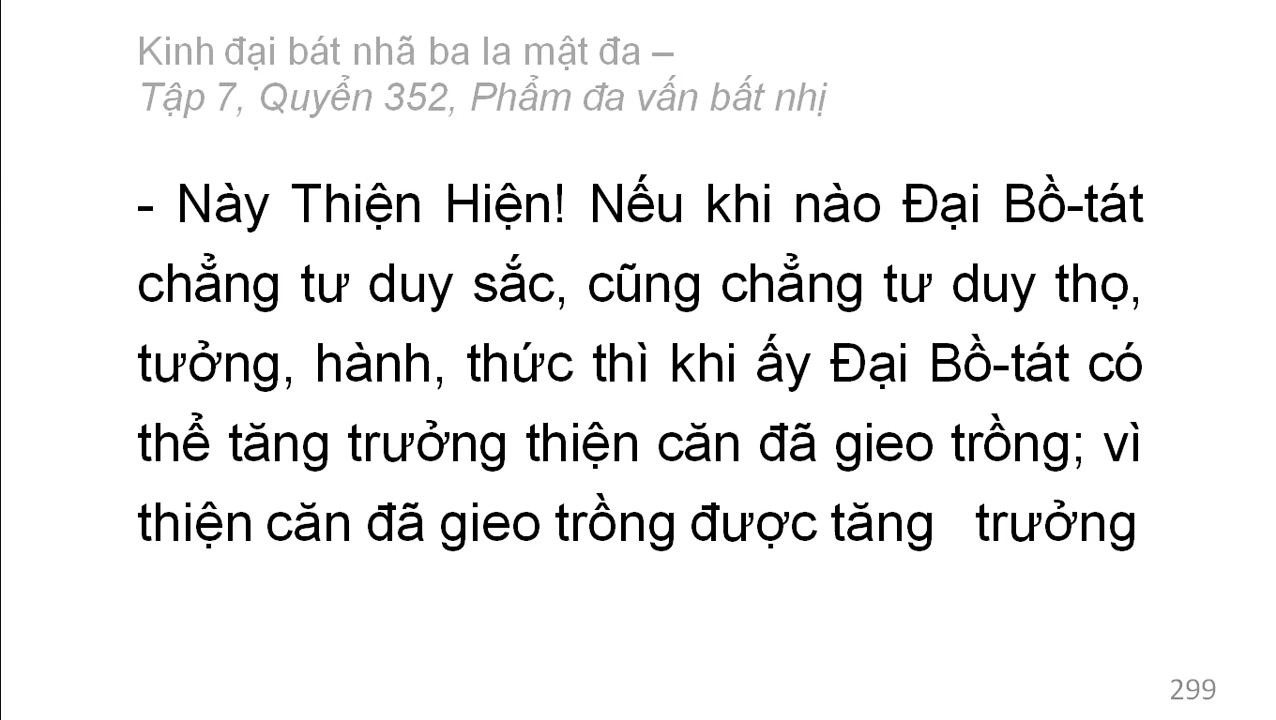 Kinh đại bát nhã ba la mật đa –
Tập 7, Quyển 352, Phẩm đa vấn bất nhị
- Này Thiện Hiện! Nếu khi nào Đại Bồ-tát
chẳng tư duy sắc, cũng chẳng tư duy thọ,
tưởng, hành, thức thì khi ấy Đại Bồ-tát có
thể tăng trưởng thiện căn đã gieo trồng; vì
thiện căn đã gieo trồng được tăng trưởng
299